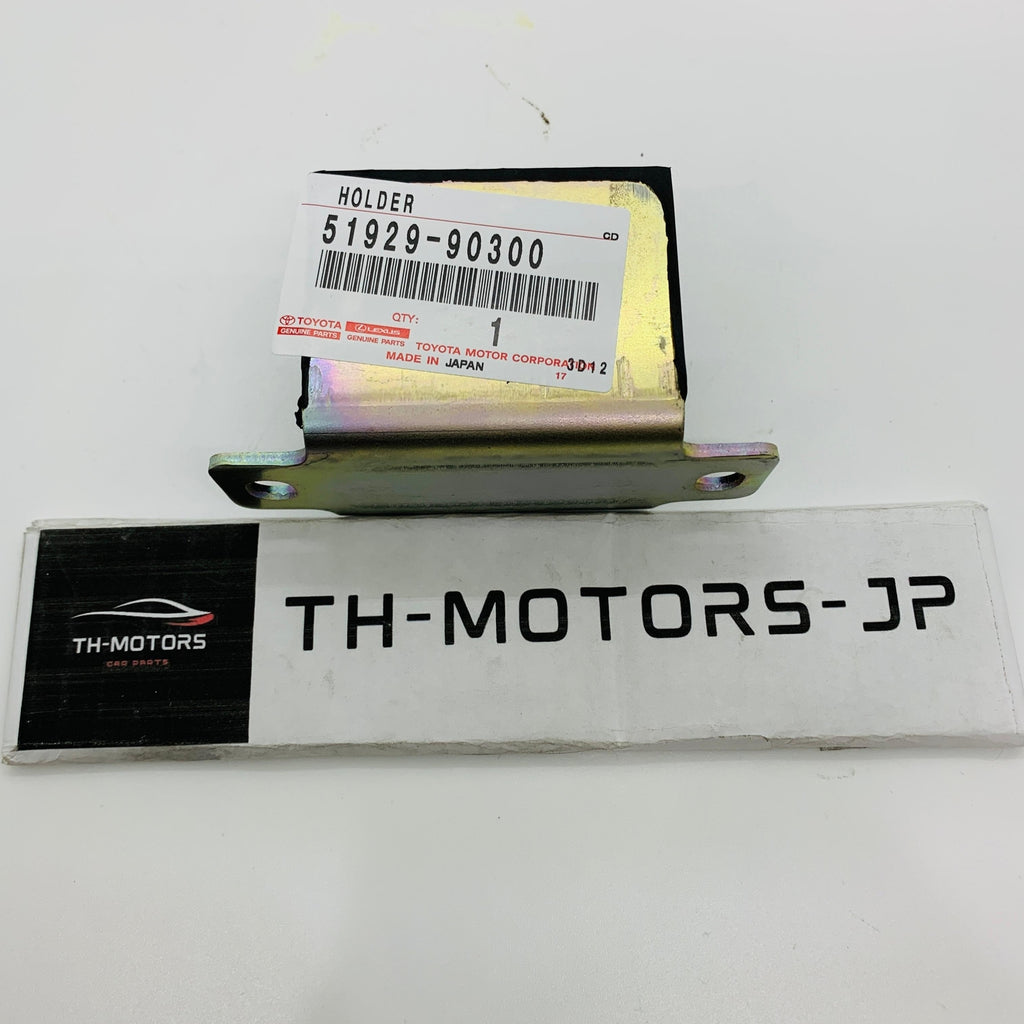 HOLDER
CD
51929-90300
TOYOTA
GENUINE PARTS
LEXUS
GENUINE PARTS
QTY:
1
TOYOTA MOTOR CORPORATION
MADE IN JAPAN
17
3D12
TH-MOTORS
CAR PARTS
TH-MOTORS-JP